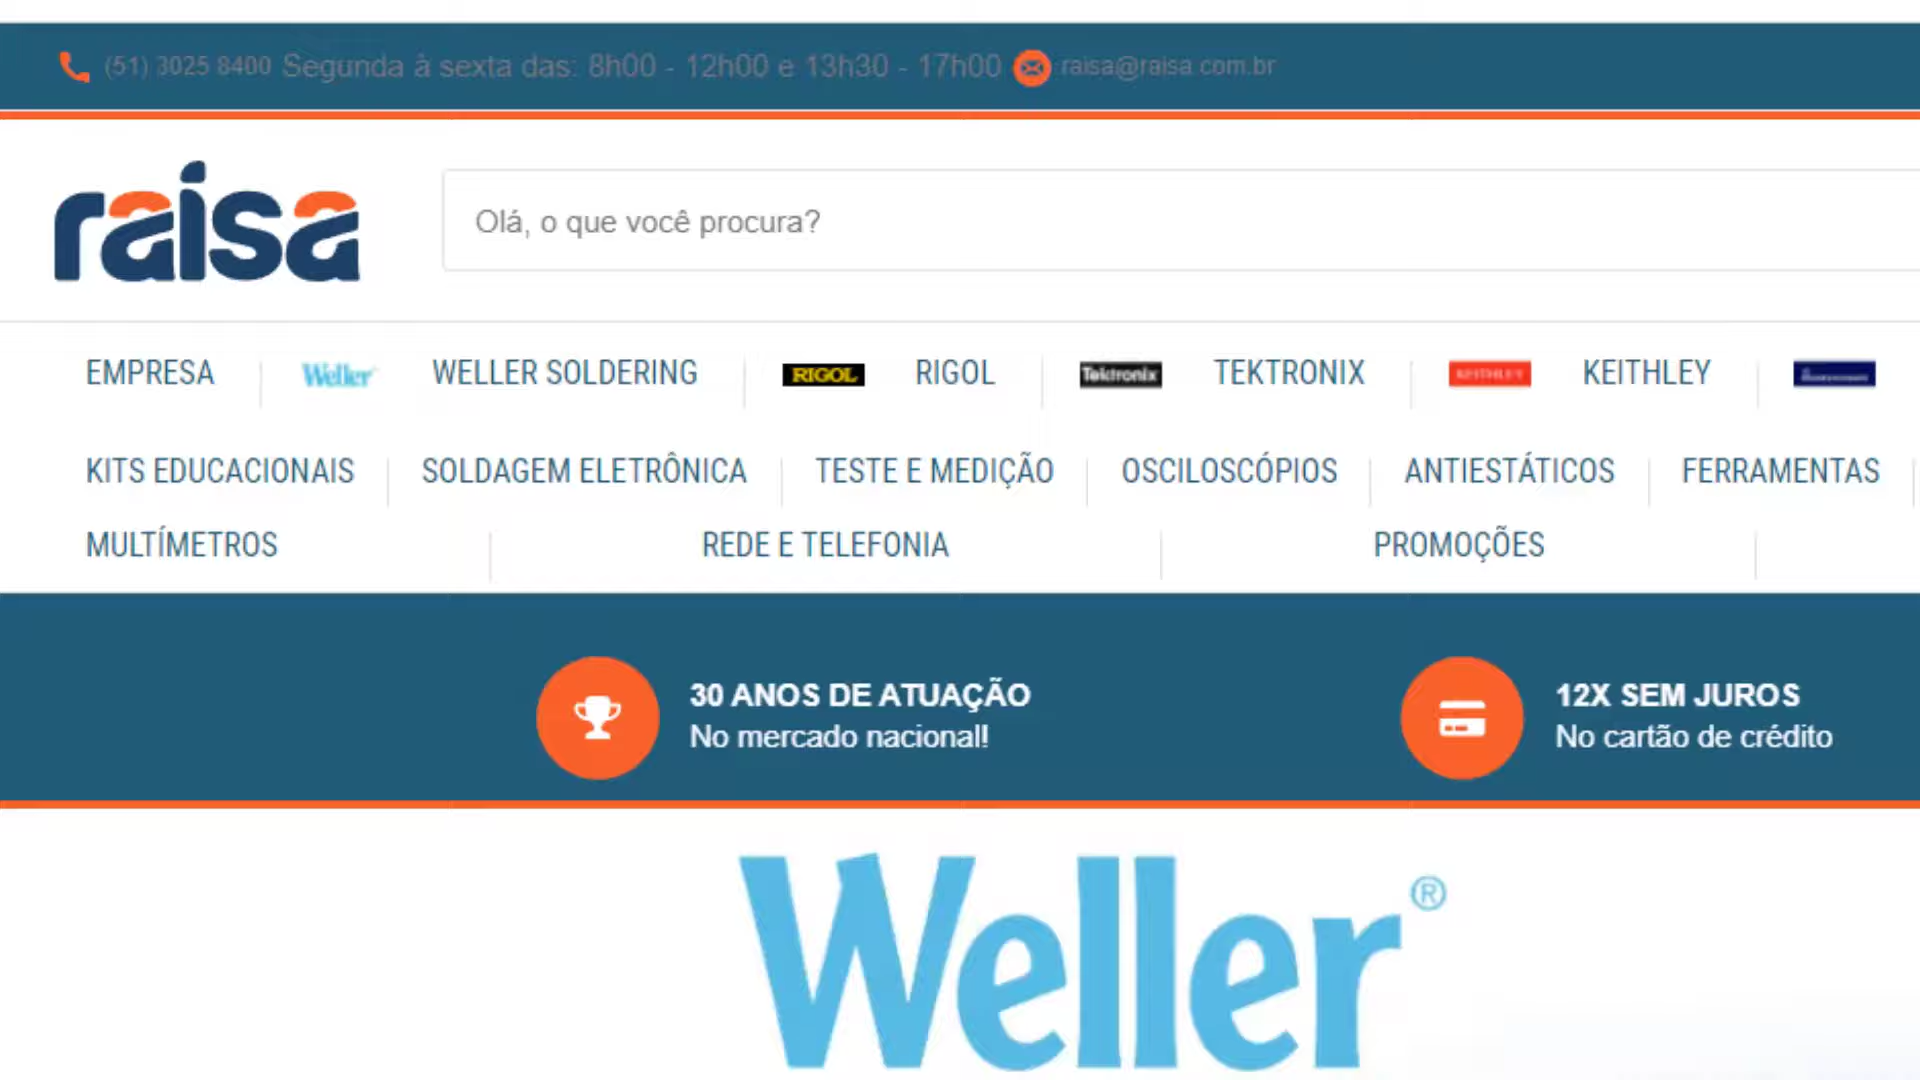 (51) 3025 8400 Segunda à sexta das: 8h00 - 12h00 e 13h30 - 17h00 raisa@raisa.com.br
raisa
Olá, o que você procura?
EMPRESA Weller WELLER SOLDERING RIGOL RIGOL Tektronix TEKTRONIX KEITHLEY KEITHLEY
KITS EDUCACIONAIS SOLDAGEM ELETRÔNICA TESTE E MEDIÇÃO OSCILOSCÓPIOS ANTIESTÁTICOS FERRAMENTAS
MULTÍMETROS REDE E TELEFONIA PROMOÇÕES
30 ANOS DE ATUAÇÃO 12X SEM JUROS
No mercado nacional! No cartão de crédito
Weller®